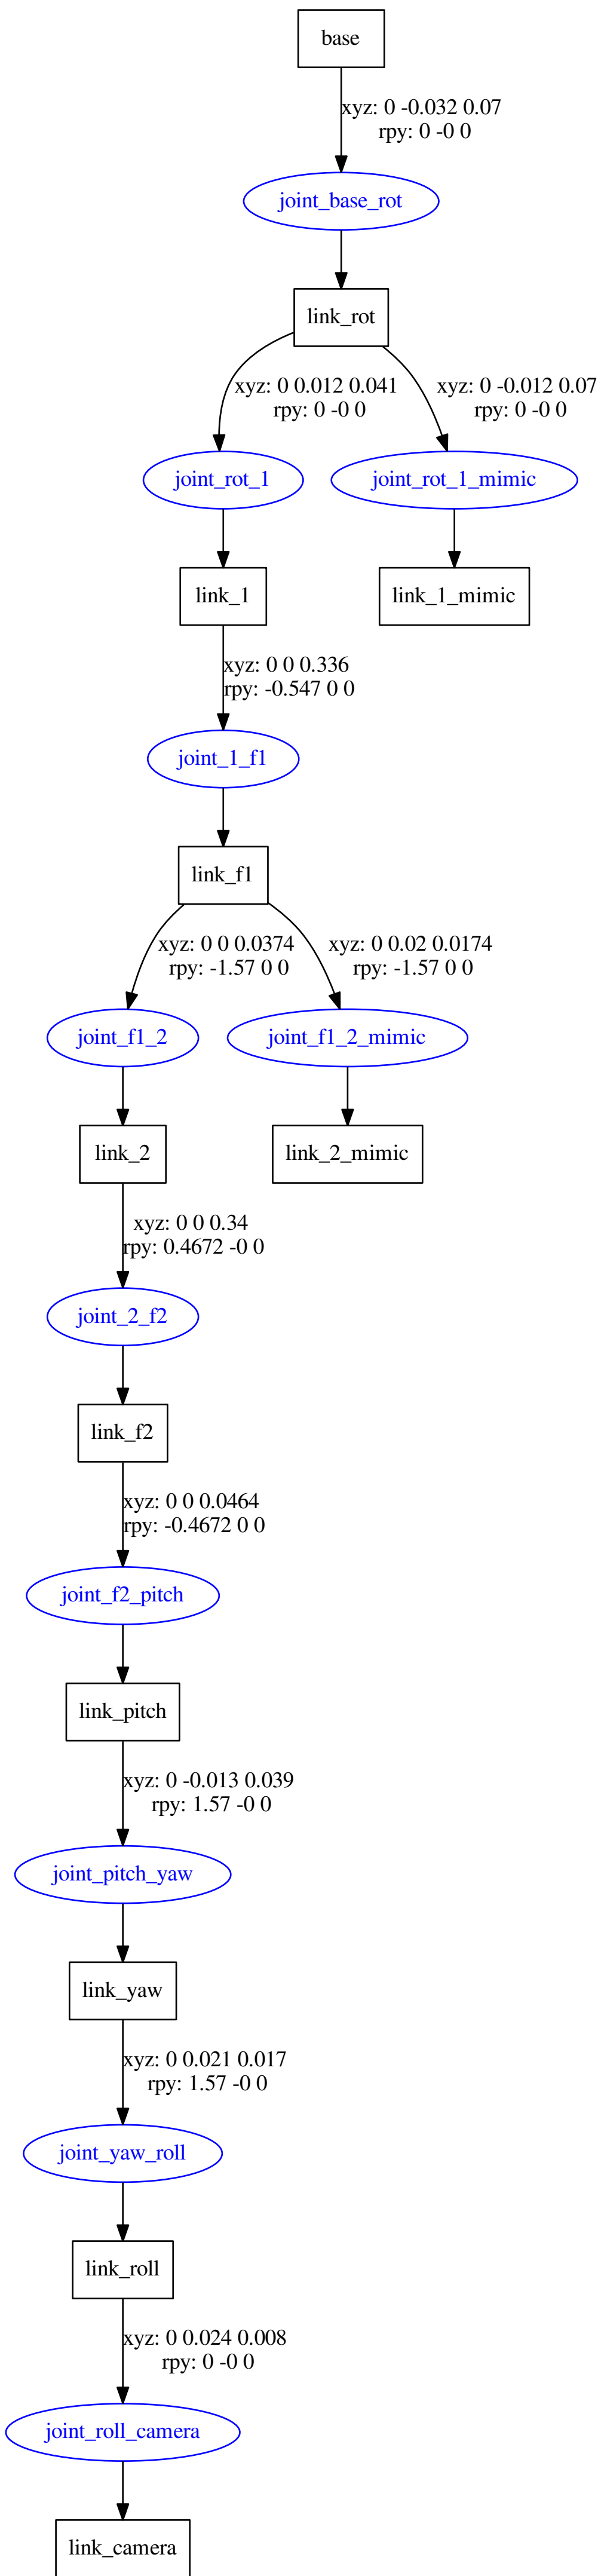 base
xyz: 0 -0.032 0.07
rpy: 0 -0 0
joint_base_rot
link_rot
xyz: 0 0.012 0.041
rpy: 0 -0 0
xyz: 0 -0.012 0.07
rpy: 0 -0 0
joint_rot_1
joint_rot_1_mimic
link_1
link_1_mimic
xyz: 0 0 0.336
rpy: -0.547 0 0
joint_1_f1
link_f1
xyz: 0 0 0.0374
rpy: -1.57 0 0
xyz: 0 0.02 0.0174
rpy: -1.57 0 0
joint_f1_2
joint_f1_2_mimic
link_2
link_2_mimic
xyz: 0 0 0.34
rpy: 0.4672 -0 0
joint_2_f2
link_f2
xyz: 0 0 0.0464
rpy: -0.4672 0 0
joint_f2_pitch
link_pitch
xyz: 0 -0.013 0.039
rpy: 1.57 -0 0
joint_pitch_yaw
link_yaw
xyz: 0 0.021 0.017
rpy: 1.57 -0 0
joint_yaw_roll
link_roll
xyz: 0 0.024 0.008
rpy: 0 -0 0
joint_roll_camera
link_camera